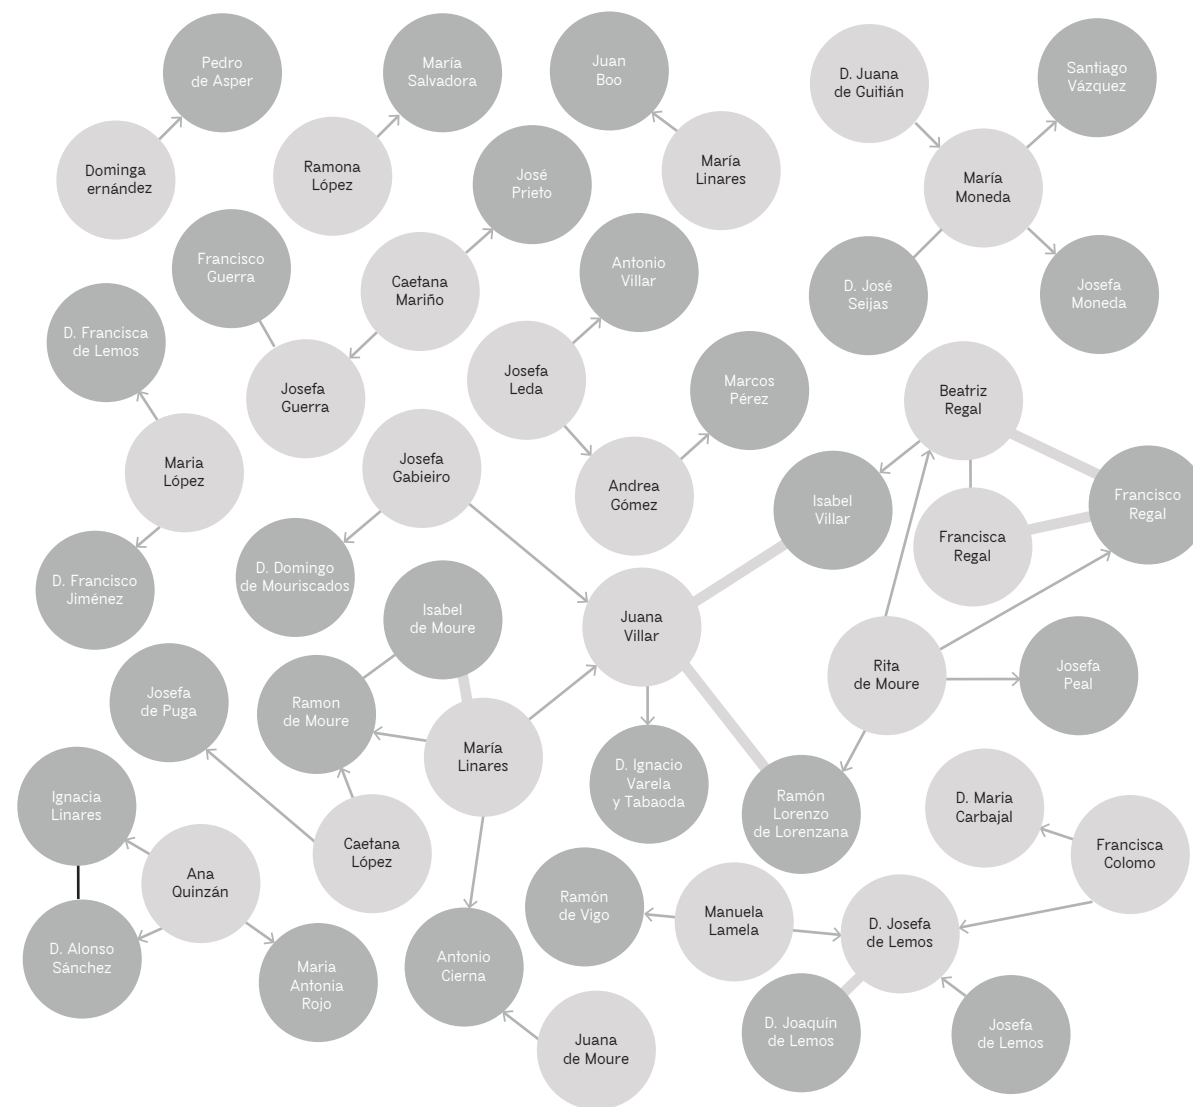 Pedro
de Asper
María
Salvadora
Juan
Boo
D. Juana
de Guitián
Santiago
Vázquez
Dominga
ernández
Ramona
López
José
Prieto
María
Linares
María
Moneda
Francisco
Guerra
Caetana
Mariño
Antonio
Villar
D. José
Seijas
Josefa
Moneda
D. Francisca
de Lemos
Josefa
Guerra
Josefa
Leda
Marcos
Pérez
Beatriz
Regal
Maria
López
Josefa
Gabieiro
Andrea
Gómez
Isabel
Villar
Francisca
Regal
Francisco
Regal
D. Francisco
Jiménez
D. Domingo
de Mouriscados
Isabel
de Moure
Juana
Villar
Rita
de Moure
Josefa
Peal
Josefa
de Puga
Ramon
de Moure
María
Linares
D. Ignacio
Varela
y Tabaoda
Ramón
Lorenzo
de Lorenzana
D. Maria
Carbajal
Francisca
Colomo
Ignacia
Linares
Ana
Quinzán
Caetana
López
Ramón
de Vigo
Manuela
Lamela
D. Josefa
de Lemos
D. Alonso
Sánchez
Maria
Antonia
Rojo
Antonio
Cierna
Juana
de Moure
D. Joaquín
de Lemos
Josefa
de Lemos